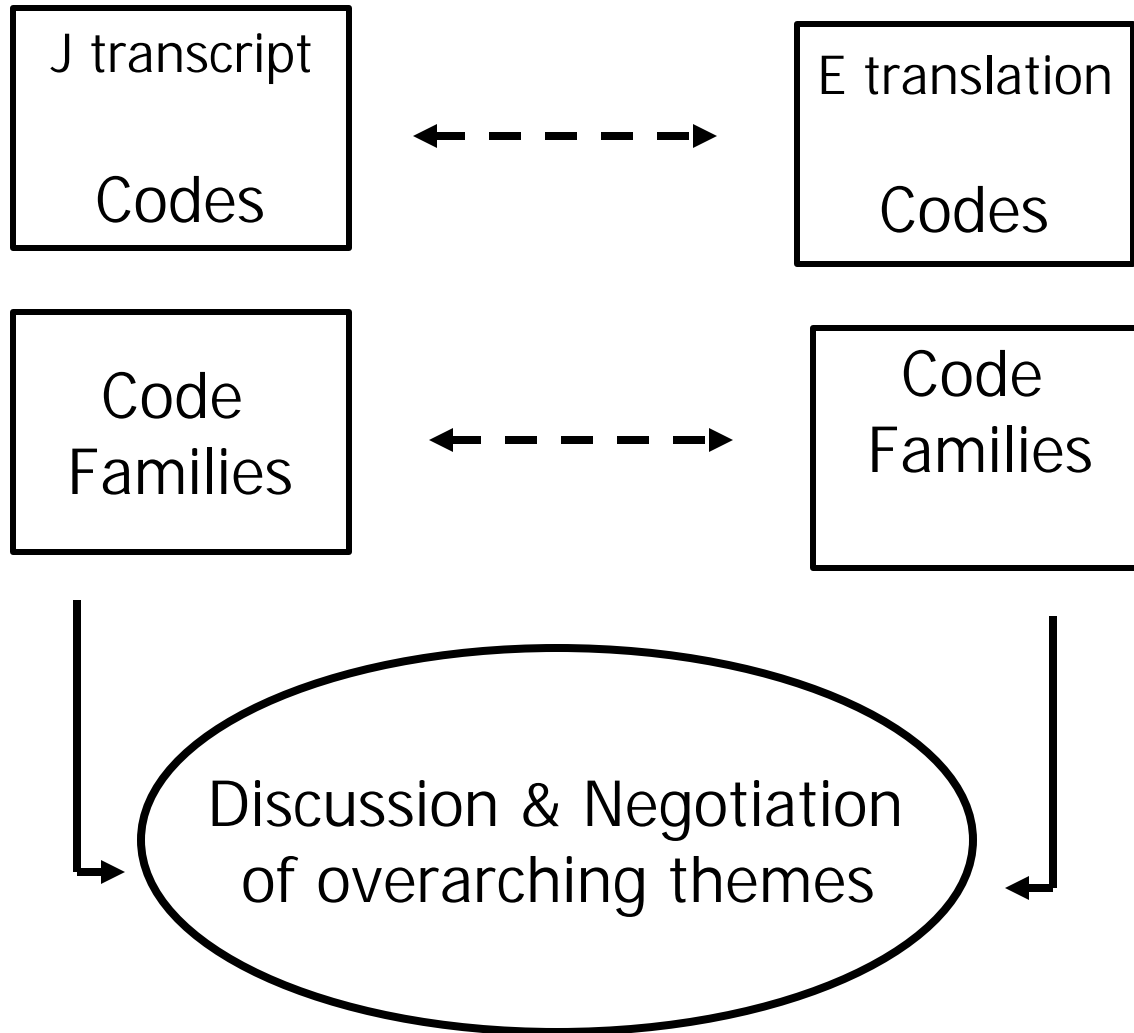 J transcript
Codes
E translation
Codes
Code
Families
Code
Families
Discussion & Negotiation
of overarching themes